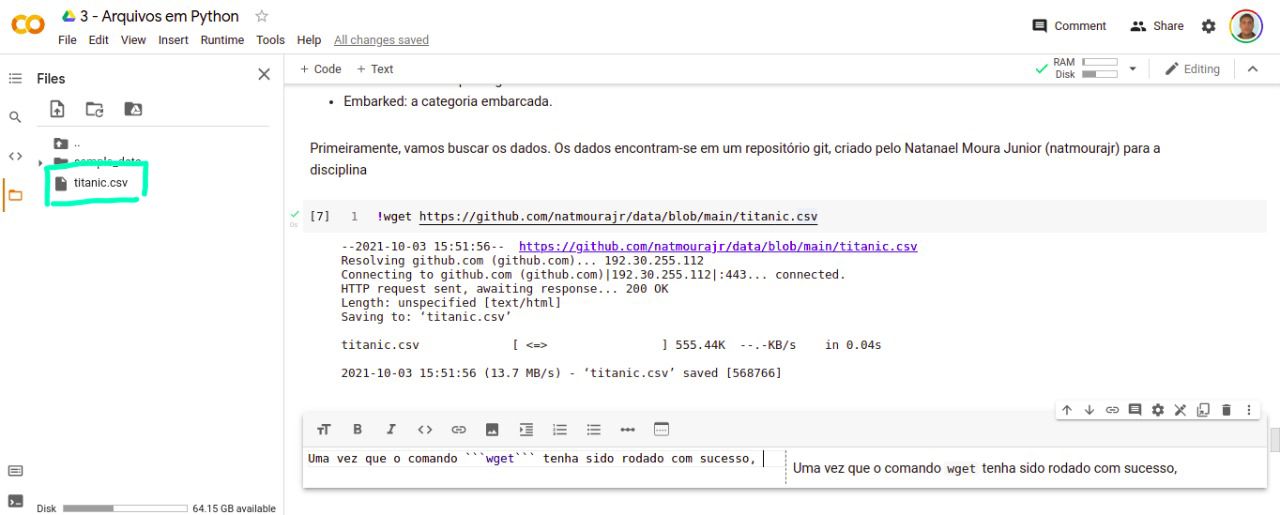 3 - Arquivos em Python
File Edit View Insert Runtime Tools Help All changes saved
Comment Share
Files
+ Code + Text
RAM
Disk
Editing
..
sample_data
titanic.csv
Disk 64.15 GB available
• Embarked: a categoria embarcada.
Primeiramente, vamos buscar os dados. Os dados encontram-se em um repositório git, criado pelo Natanael Moura Junior (natmourajr) para a
disciplina
[7] 1 !wget https://github.com/natmourajr/data/blob/main/titanic.csv
0s
--2021-10-03 15:51:56-- https://github.com/natmourajr/data/blob/main/titanic.csv
Resolving github.com (github.com)... 192.30.255.112
Connecting to github.com (github.com)|192.30.255.112|:443... connected.
HTTP request sent, awaiting response... 200 OK
Length: unspecified [text/html]
Saving to: ‘titanic.csv’
titanic.csv [ <=> ] 555.44K --.-KB/s in 0.04s
2021-10-03 15:51:56 (13.7 MB/s) - ‘titanic.csv’ saved [568766]
Uma vez que o comando ```wget``` tenha sido rodado com sucesso,
Uma vez que o comando wget tenha sido rodado com sucesso,